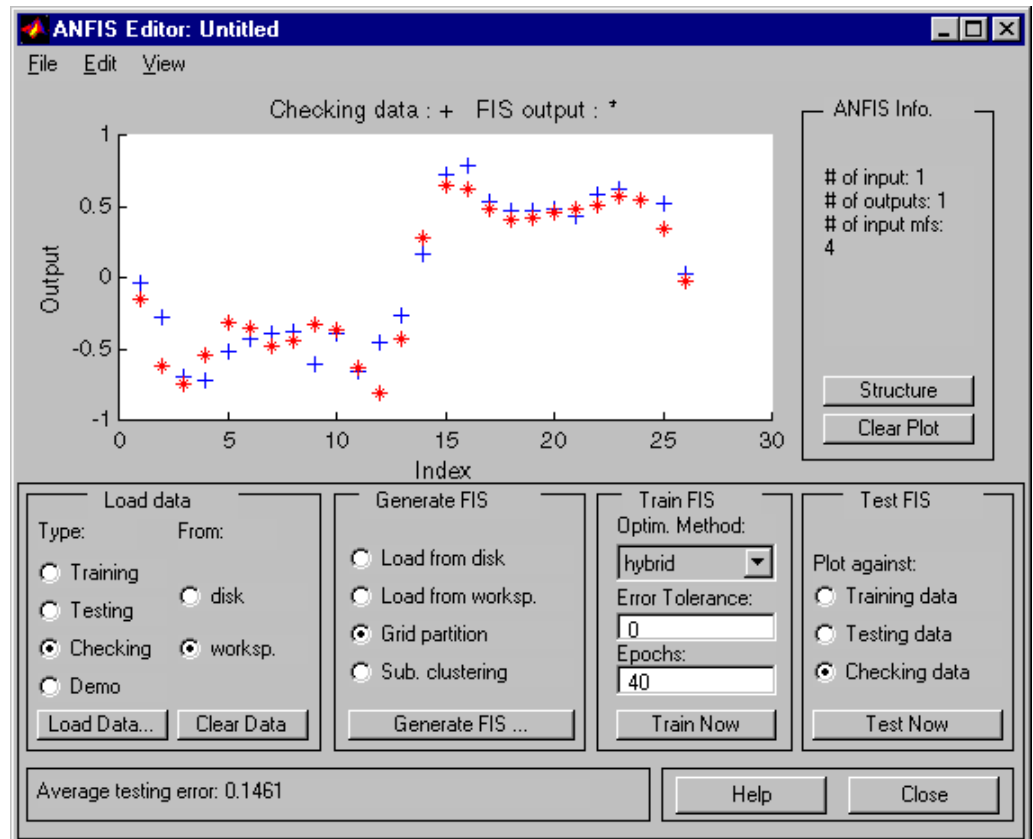 ANFIS Editor: Untitled
File Edit View
Checking data : + FIS output : *
1
0.5
0
-0.5
-1
Output
0 5 10 15 20 25 30
Index
ANFIS Info.
# of input: 1
# of outputs: 1
# of input mfs:
4
Structure
Clear Plot
Load data
Type: From:
Training
disk
Testing
Checking
worksp.
Demo
Load Data... Clear Data
Generate FIS
Load from disk
Load from worksp.
Grid partition
Sub. clustering
Generate FIS ...
Train FIS
Optim. Method:
hybrid
Error Tolerance:
0
Epochs:
40
Train Now
Test FIS
Plot against:
Training data
Testing data
Checking data
Test Now
Average testing error: 0.1461
Help Close